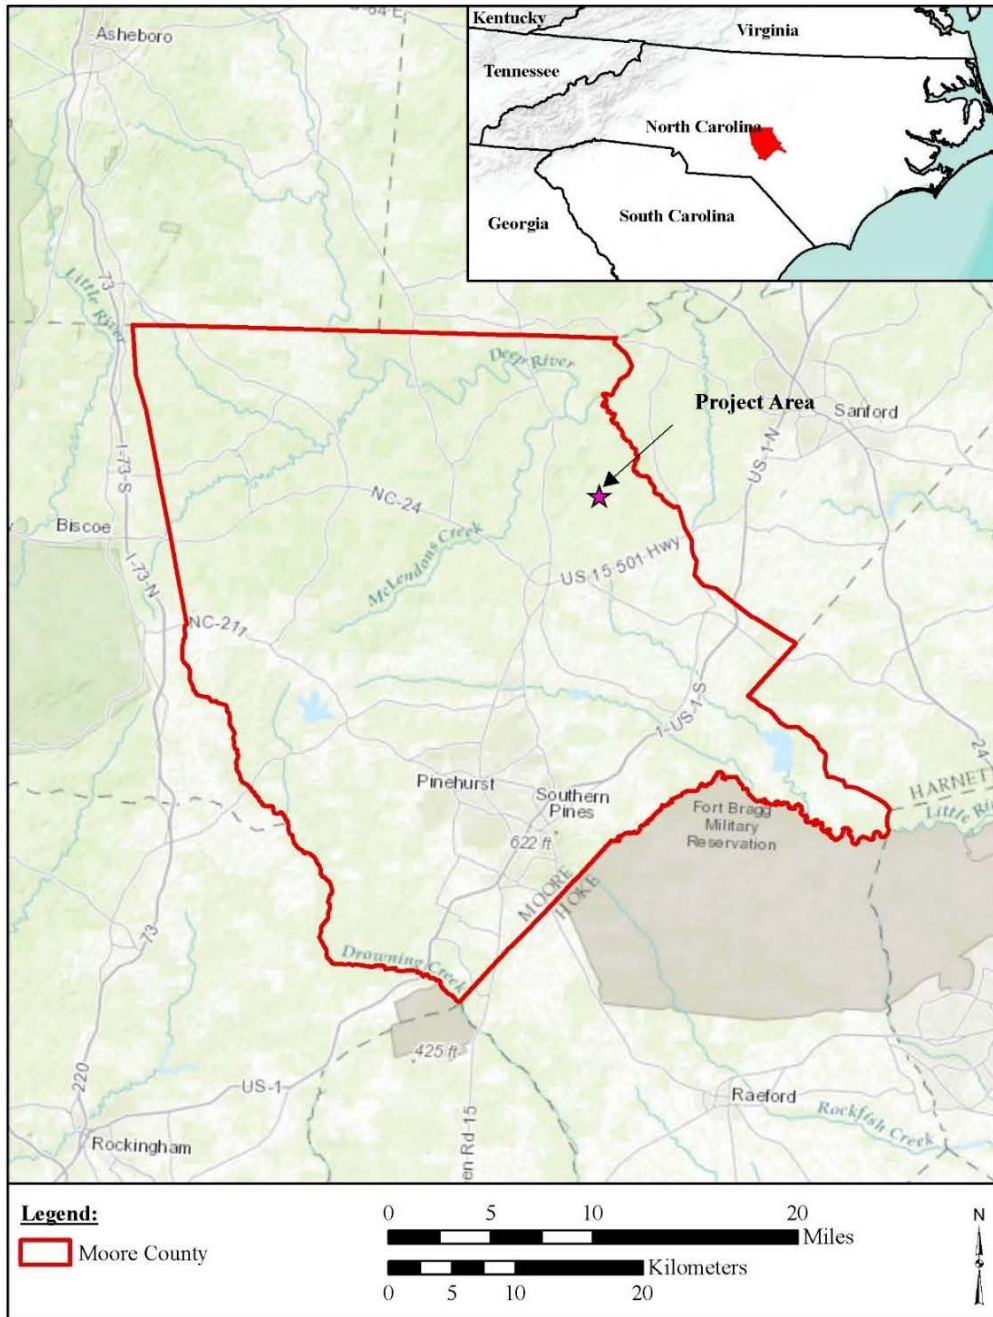 Asheboro
Kentucky
Virginia
Tennessee
North Carolina
Georgia
South Carolina
73
Little River
Deep River
Project Area
Sanford
US-1-N
I-73-S
NC-24
Biscoe
McLendons Creek
US-15-501-Hwy
I-73-N
NC-211
1-US-1-S
24
Pinehurst
Southern
Pines
HARNETT
Fort Bragg
Military
Reservation
622 ft
MOORE
HOKE
73
Drowning Creek
425 ft
220
US-1
Raeford
Rockfish Creek
Rockingham
en-Rd-15
Legend:
Moore County
0 5 10 20
Miles
Kilometers
0 5 10 20
N